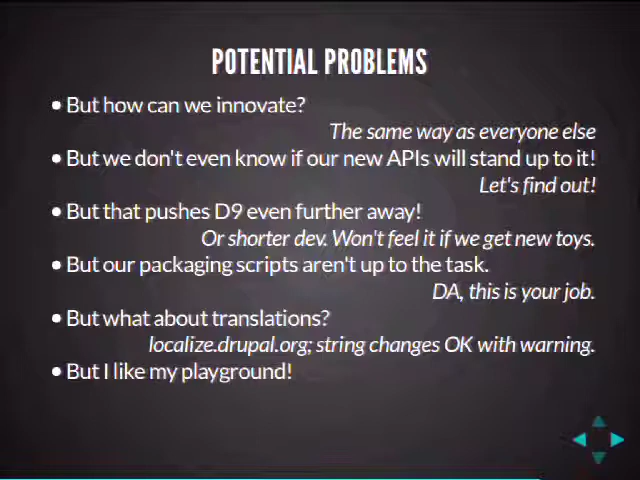 POTENTIAL PROBLEMS
• But how can we innovate?
The same way as everyone else
• But we don't even know if our new APIs will stand up to it!
Let's find out!
• But that pushes D9 even further away!
Or shorter dev. Won't feel it if we get new toys.
• But our packaging scripts aren't up to the task.
DA, this is your job.
• But what about translations?
localize.drupal.org; string changes OK with warning.
• But I like my playground!